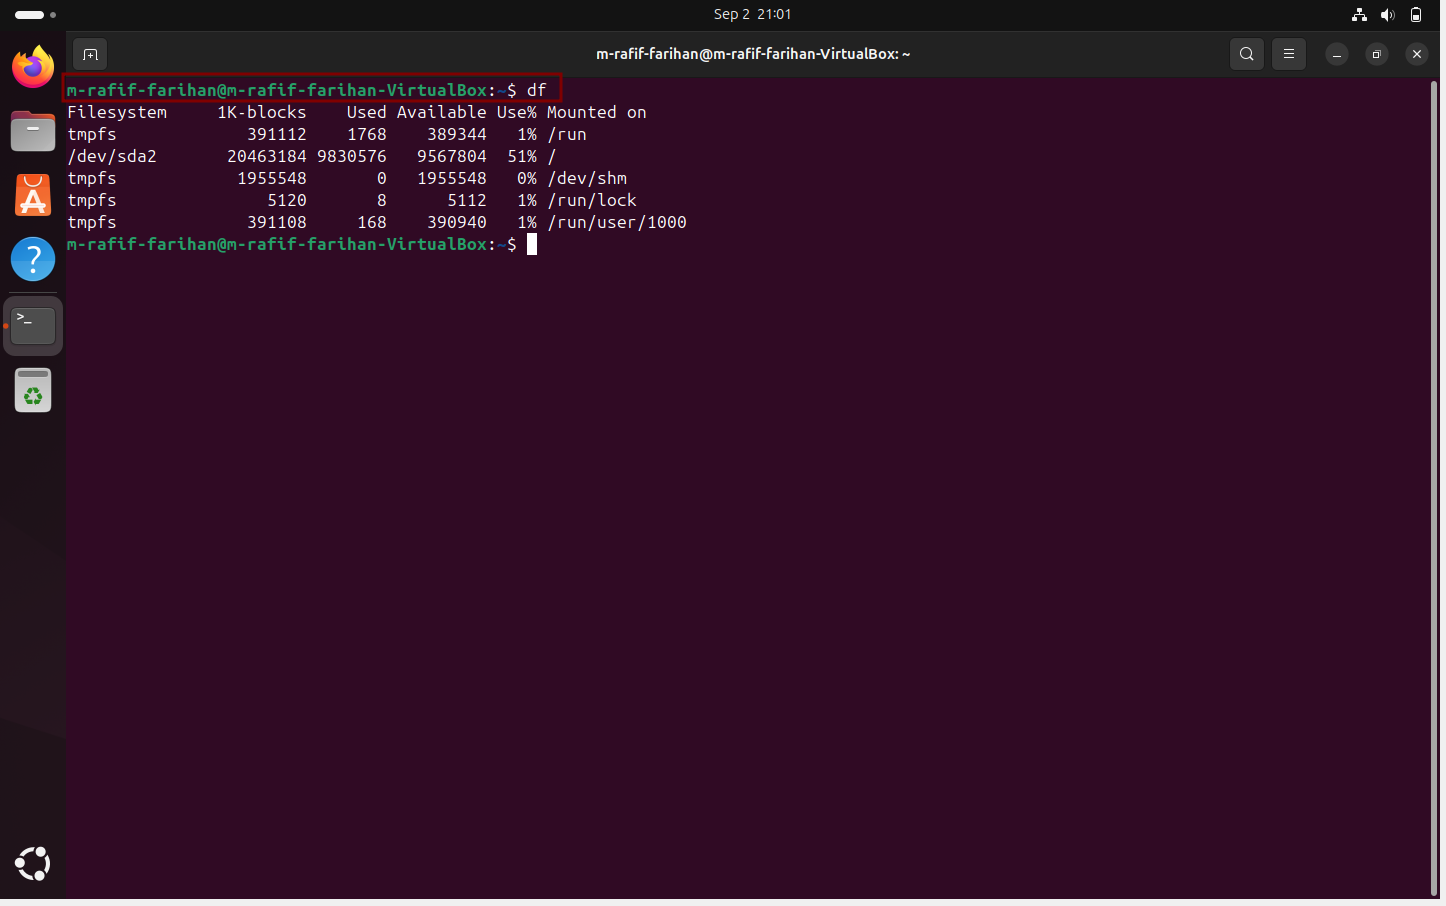 Sep 2 21:01
m-rafif-farihan@m-rafif-farihan-VirtualBox: ~
m-rafif-farihan@m-rafif-farihan-VirtualBox:~$ df
Filesystem     1K-blocks    Used Available Use% Mounted on
tmpfs             391112    1768    389344   1% /run
/dev/sda2       20463184 9830576   9567804  51% /
tmpfs            1955548       0   1955548   0% /dev/shm
tmpfs               5120       8      5112   1% /run/lock
tmpfs             391108     168    390940   1% /run/user/1000
m-rafif-farihan@m-rafif-farihan-VirtualBox:~$